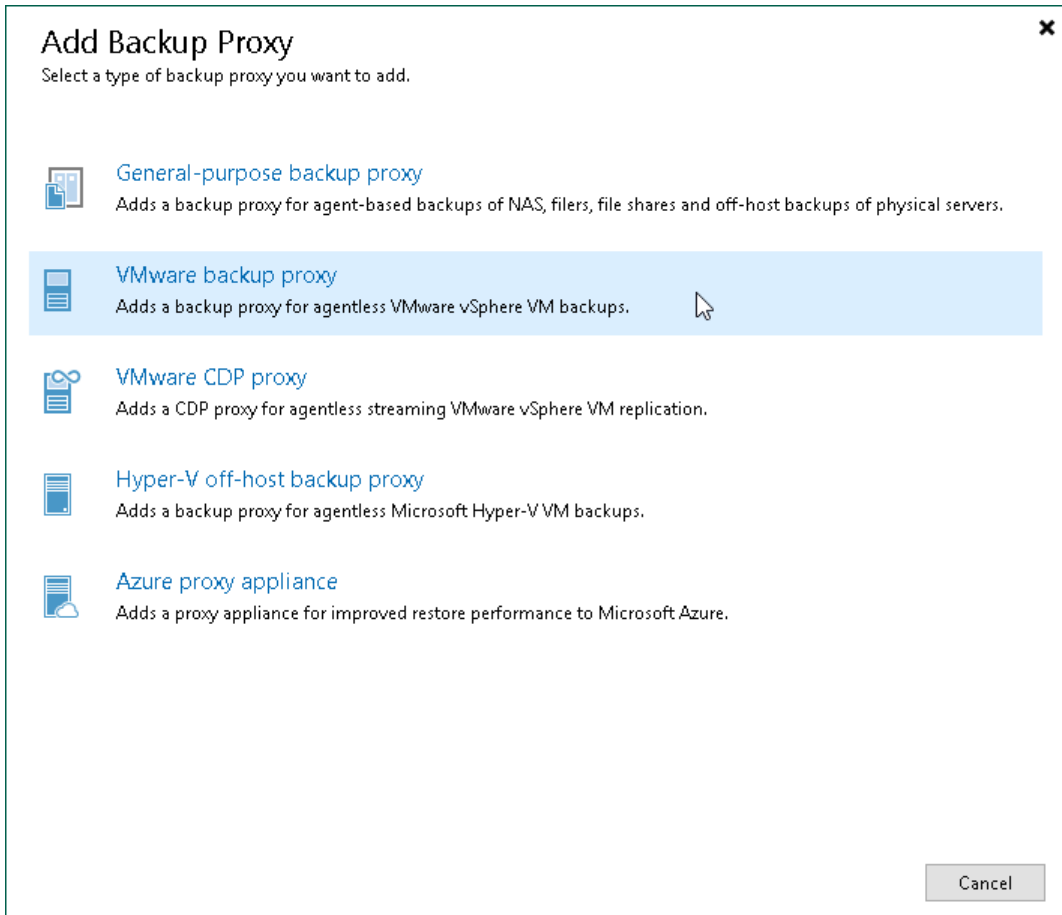 Add Backup Proxy
Select a type of backup proxy you want to add.
General-purpose backup proxy
Adds a backup proxy for agent-based backups of NAS, filers, file shares and off-host backups of physical servers.
VMware backup proxy
Adds a backup proxy for agentless VMware vSphere VM backups.
VMware CDP proxy
Adds a CDP proxy for agentless streaming VMware vSphere VM replication.
Hyper-V off-host backup proxy
Adds a backup proxy for agentless Microsoft Hyper-V VM backups.
Azure proxy appliance
Adds a proxy appliance for improved restore performance to Microsoft Azure.
Cancel